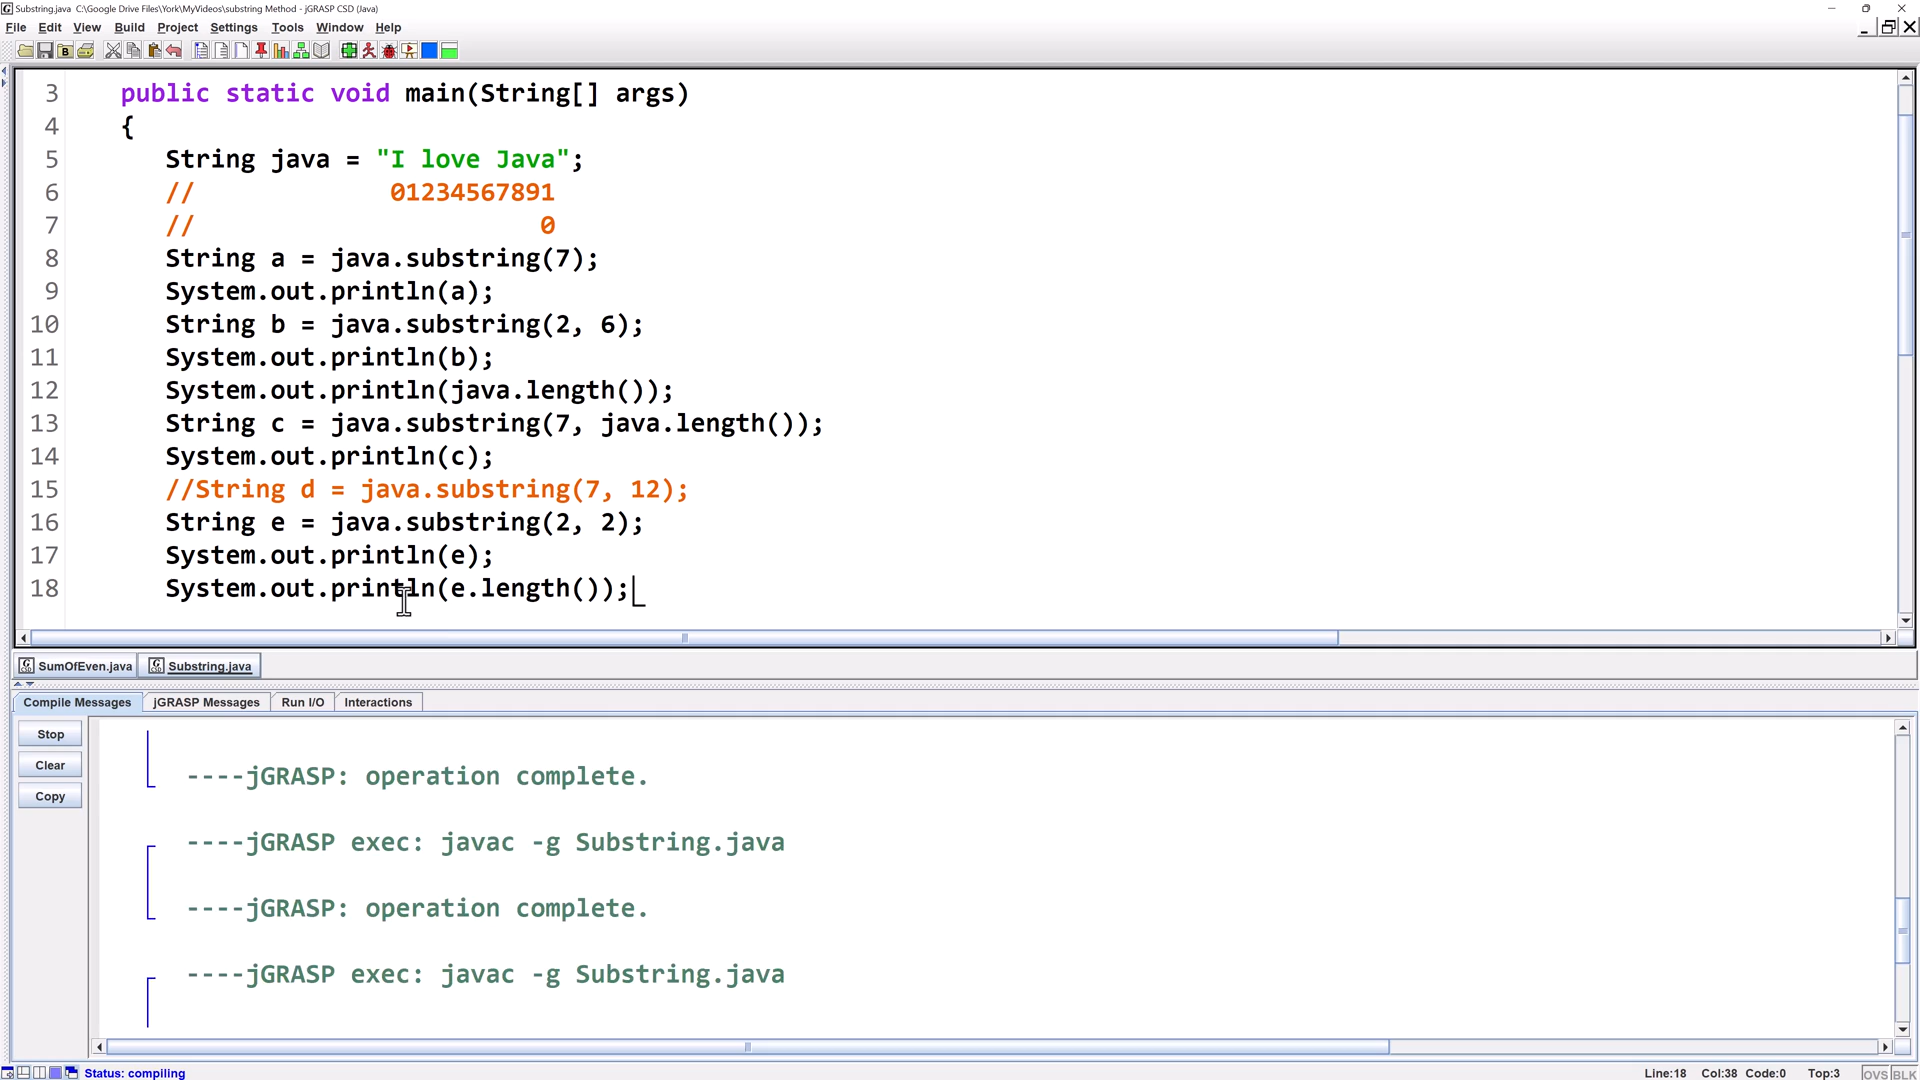 Substring.java  C:\Google Drive Files\York\MyVideos\substring Method - jGRASP CSD (Java)
File Edit View Build Project Settings Tools Window Help
3    public static void main(String[] args)
4    {
5       String java = "I love Java";
6       //             01234567891
7       //                       0
8       String a = java.substring(7);
9       System.out.println(a);
10       String b = java.substring(2, 6);
11       System.out.println(b);
12       System.out.println(java.length());
13       String c = java.substring(7, java.length());
14       System.out.println(c);
15       //String d = java.substring(7, 12);
16       String e = java.substring(2, 2);
17       System.out.println(e);
18       System.out.println(e.length());
SumOfEven.java Substring.java
Compile Messages jGRASP Messages Run I/O Interactions
Stop
Clear
Copy
----jGRASP: operation complete.
----jGRASP exec: javac -g Substring.java
----jGRASP: operation complete.
----jGRASP exec: javac -g Substring.java
Status: compiling Line:18 Col:38 Code:0 Top:3 OVS BLK